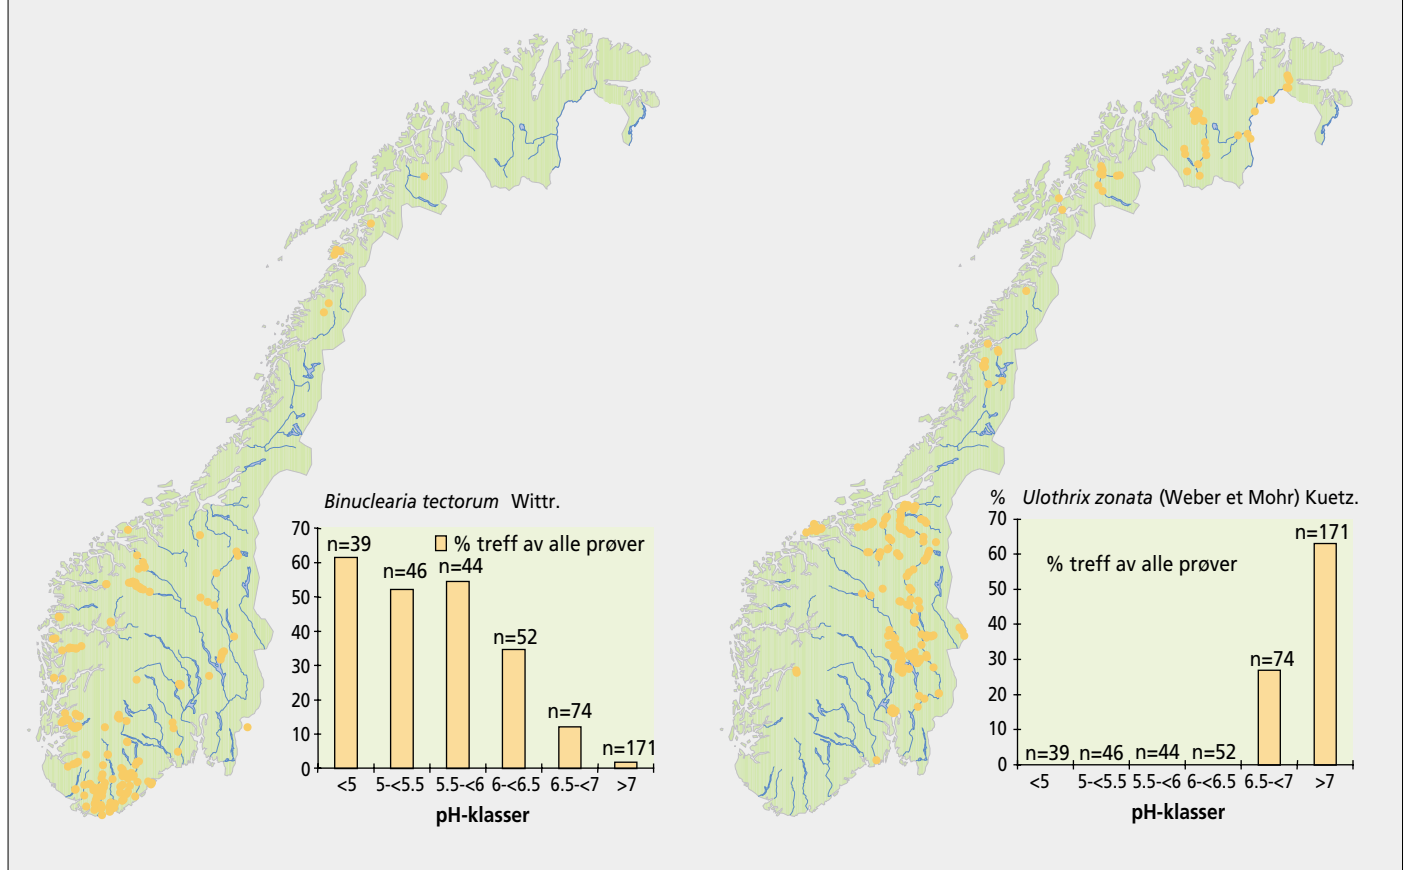 Binuclearia tectorum Wittr.
70
60
50
40
30
20
10
0
% treff av alle prøver
n=39
n=46
n=44
n=52
n=74
n=171
<5 5-<5.5 5.5-<6 6-<6.5 6.5-<7 >7
pH-klasser
% Ulothrix zonata (Weber et Mohr) Kuetz.
70
60
50
40
30
20
10
0
% treff av alle prøver
n=39 n=46 n=44 n=52
n=74
n=171
<5 5-<5.5 5.5-<6 6-<6.5 6.5-<7 >7
pH-klasser